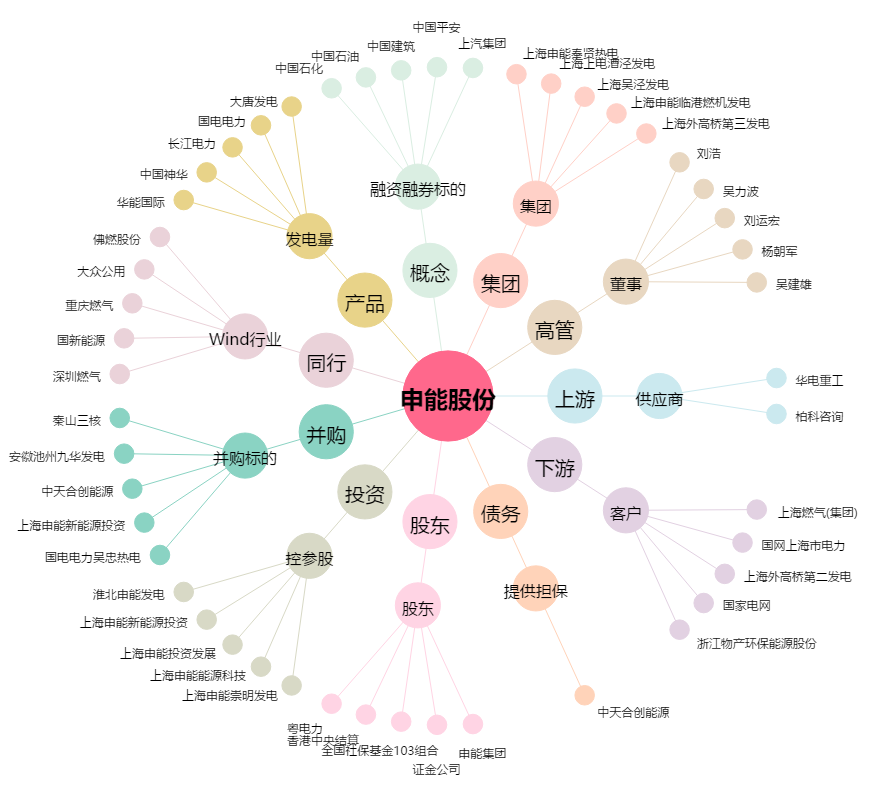 中国平安
中国建筑
上汽集团
中国石油
中国石化
上海申能奉贤热电
上海上电漕泾发电
上海吴泾发电
上海申能临港燃机发电
上海外高桥第三发电
大唐发电
国电电力
长江电力
中国神华
华能国际
刘浩
吴力波
刘运宏
杨朝军
吴建雄
融资融券标的
集团
发电量
董事
佛燃股份
大众公用
重庆燃气
国新能源
深圳燃气
概念
集团
产品
高管
Wind行业
同行
申能股份
上游
供应商
华电重工
柏科咨询
秦山三核
安徽池州九华发电
中天合创能源
上海申能新能源投资
国电电力吴忠热电
并购标的
并购
下游
客户
上海燃气(集团)
国网上海市电力
上海外高桥第二发电
国家电网
浙江物产环保能源股份
投资
股东
债务
控参股
淮北申能发电
上海申能新能源投资
上海申能投资发展
上海申能能源科技
上海申能崇明发电
股东
提供担保
粤电力
香港中央结算
全国社保基金103组合
证金公司
申能集团
中天合创能源